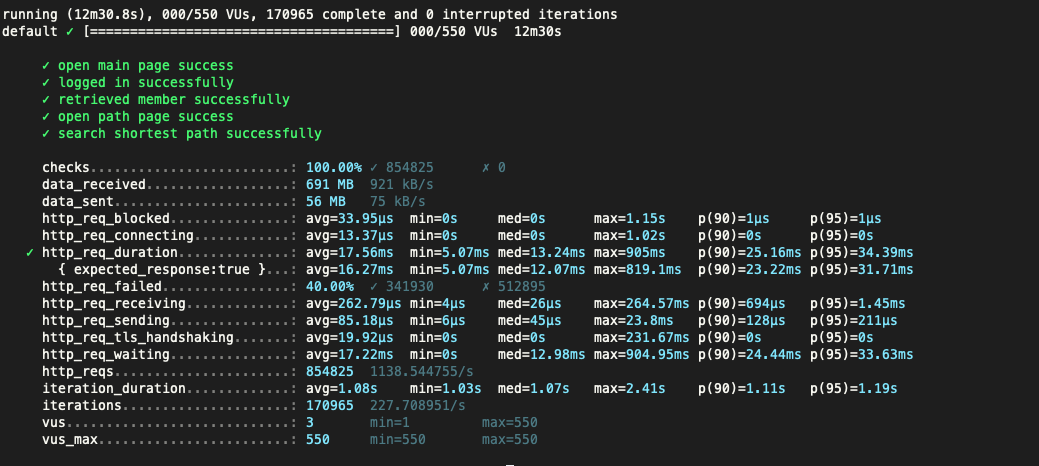 running (12m30.8s), 000/550 VUs, 170965 complete and 0 interrupted iterations
default ✓ [======================================] 000/550 VUs  12m30s
✓ open main page success
✓ logged in successfully
✓ retrieved member successfully
✓ open path page success
✓ search shortest path successfully
checks.........................: 100.00% ✓ 854825      ✗ 0
data_received..................: 691 MB  921 kB/s
data_sent......................: 56 MB   75 kB/s
http_req_blocked...............: avg=33.95µs  min=0s     med=0s      max=1.15s    p(90)=1µs     p(95)=1µs
http_req_connecting............: avg=13.37µs  min=0s     med=0s      max=1.02s    p(90)=0s      p(95)=0s
✓ http_req_duration..............: avg=17.56ms  min=5.07ms med=13.24ms max=905ms    p(90)=25.16ms p(95)=34.39ms
{ expected_response:true }...: avg=16.27ms  min=5.07ms med=12.07ms max=819.1ms  p(90)=23.22ms p(95)=31.71ms
http_req_failed................: 40.00%  ✓ 341930      ✗ 512895
http_req_receiving.............: avg=262.79µs min=4µs    med=26µs    max=264.57ms p(90)=694µs   p(95)=1.45ms
http_req_sending...............: avg=85.18µs  min=6µs    med=45µs    max=23.8ms   p(90)=128µs   p(95)=211µs
http_req_tls_handshaking.......: avg=19.92µs  min=0s     med=0s      max=231.67ms p(90)=0s      p(95)=0s
http_req_waiting...............: avg=17.22ms  min=0s     med=12.98ms max=904.95ms p(90)=24.44ms p(95)=33.63ms
http_reqs......................: 854825  1138.544755/s
iteration_duration.............: avg=1.08s    min=1.03s  med=1.07s   max=2.41s    p(90)=1.11s   p(95)=1.19s
iterations.....................: 170965  227.708951/s
vus............................: 3       min=1         max=550
vus_max........................: 550     min=550       max=550